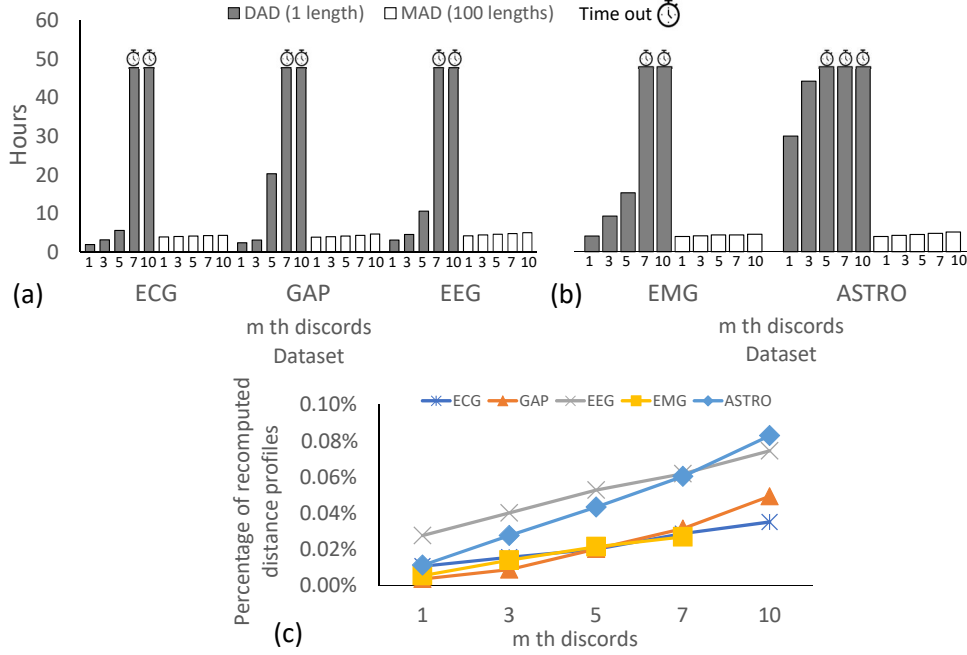 DAD (1 length) MAD (100 lengths) Time out
60
50
40
30
20
10
0
Hours
1 3 5 7 10 1 3 5 7 10 1 3 5 7 10 1 3 5 7 10 1 3 5 7 10 1 3 5 7 10
1 3 5 7 10 1 3 5 7 10 1 3 5 7 10 1 3 5 7 10
(a) ECG GAP EEG
(b) EMG ASTRO
m th discords
Dataset
m th discords
Dataset
ECG GAP EEG EMG ASTRO
0.10%
0.08%
0.06%
0.04%
0.02%
0.00%
Percentage of recomputed
distance profiles
1 3 5 7 10
(c) m th discords